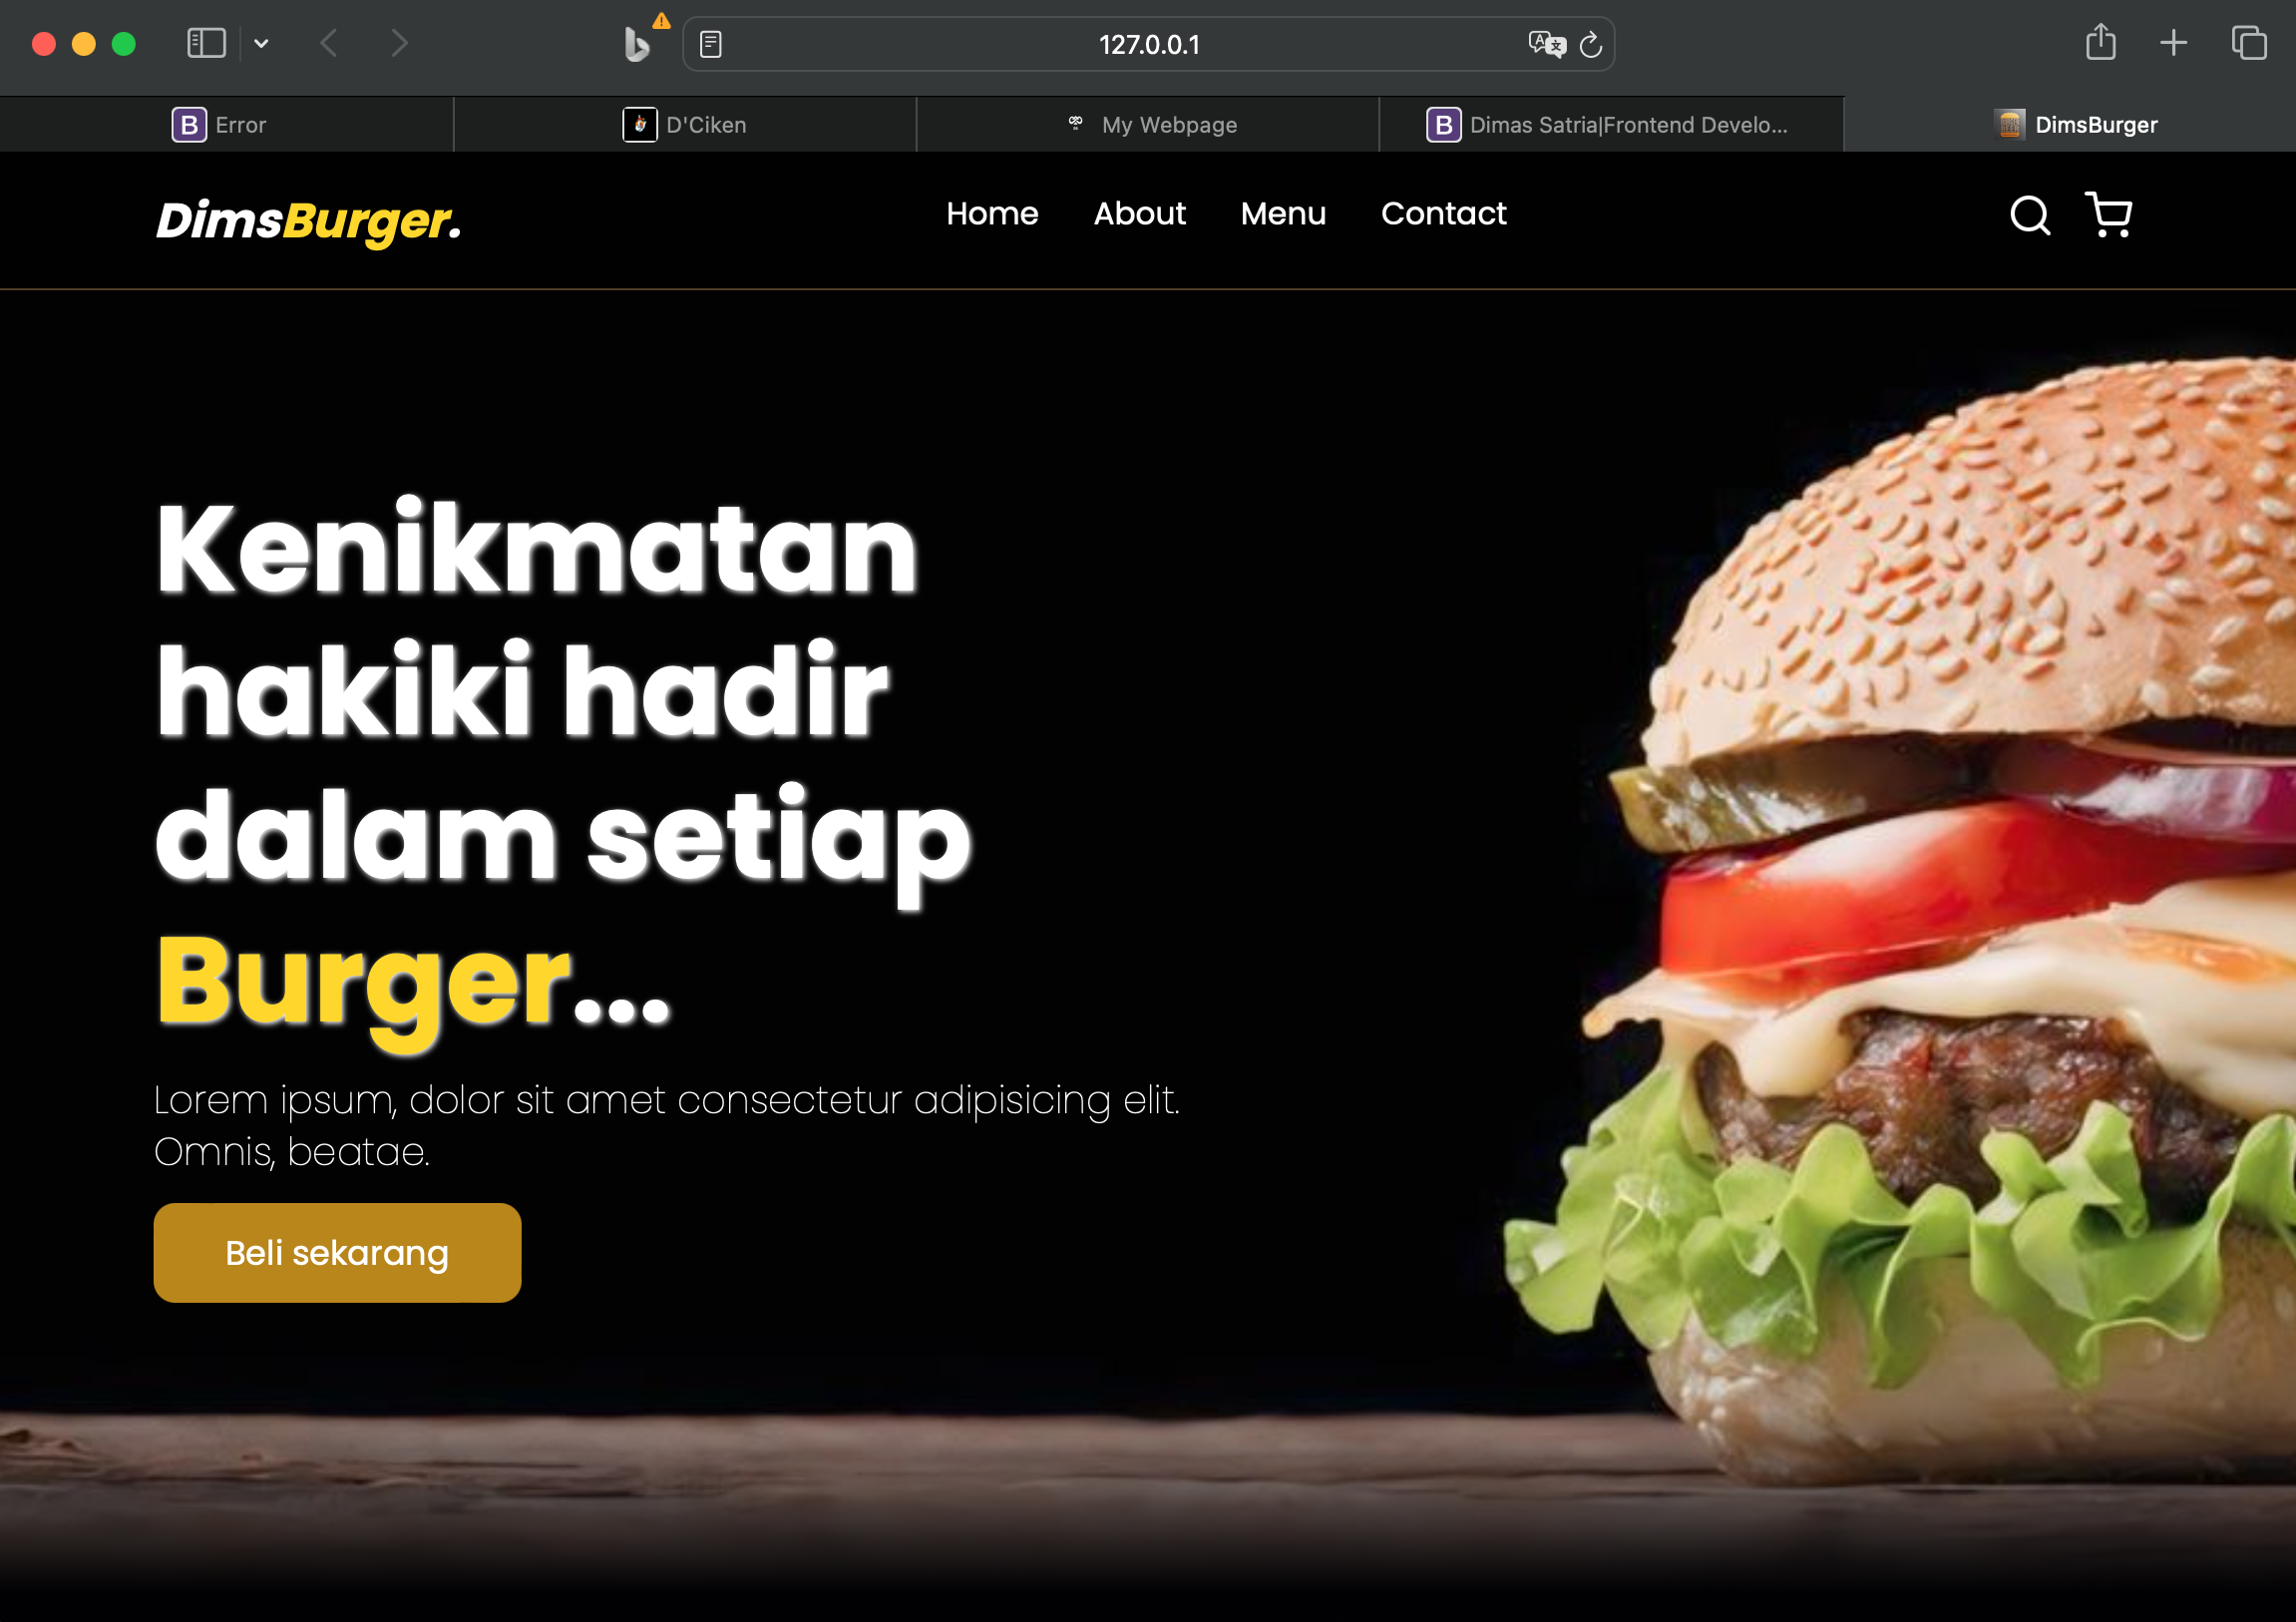 127.0.0.1
Error
D'Ciken
My Webpage
Dimas Satria|Frontend Develo...
DimsBurger
DimsBurger.
Home About Menu Contact
Kenikmatan
hakiki hadir
dalam setiap
Burger...
Lorem ipsum, dolor sit amet consectetur adipisicing elit.
Omnis, beatae.
Beli sekarang